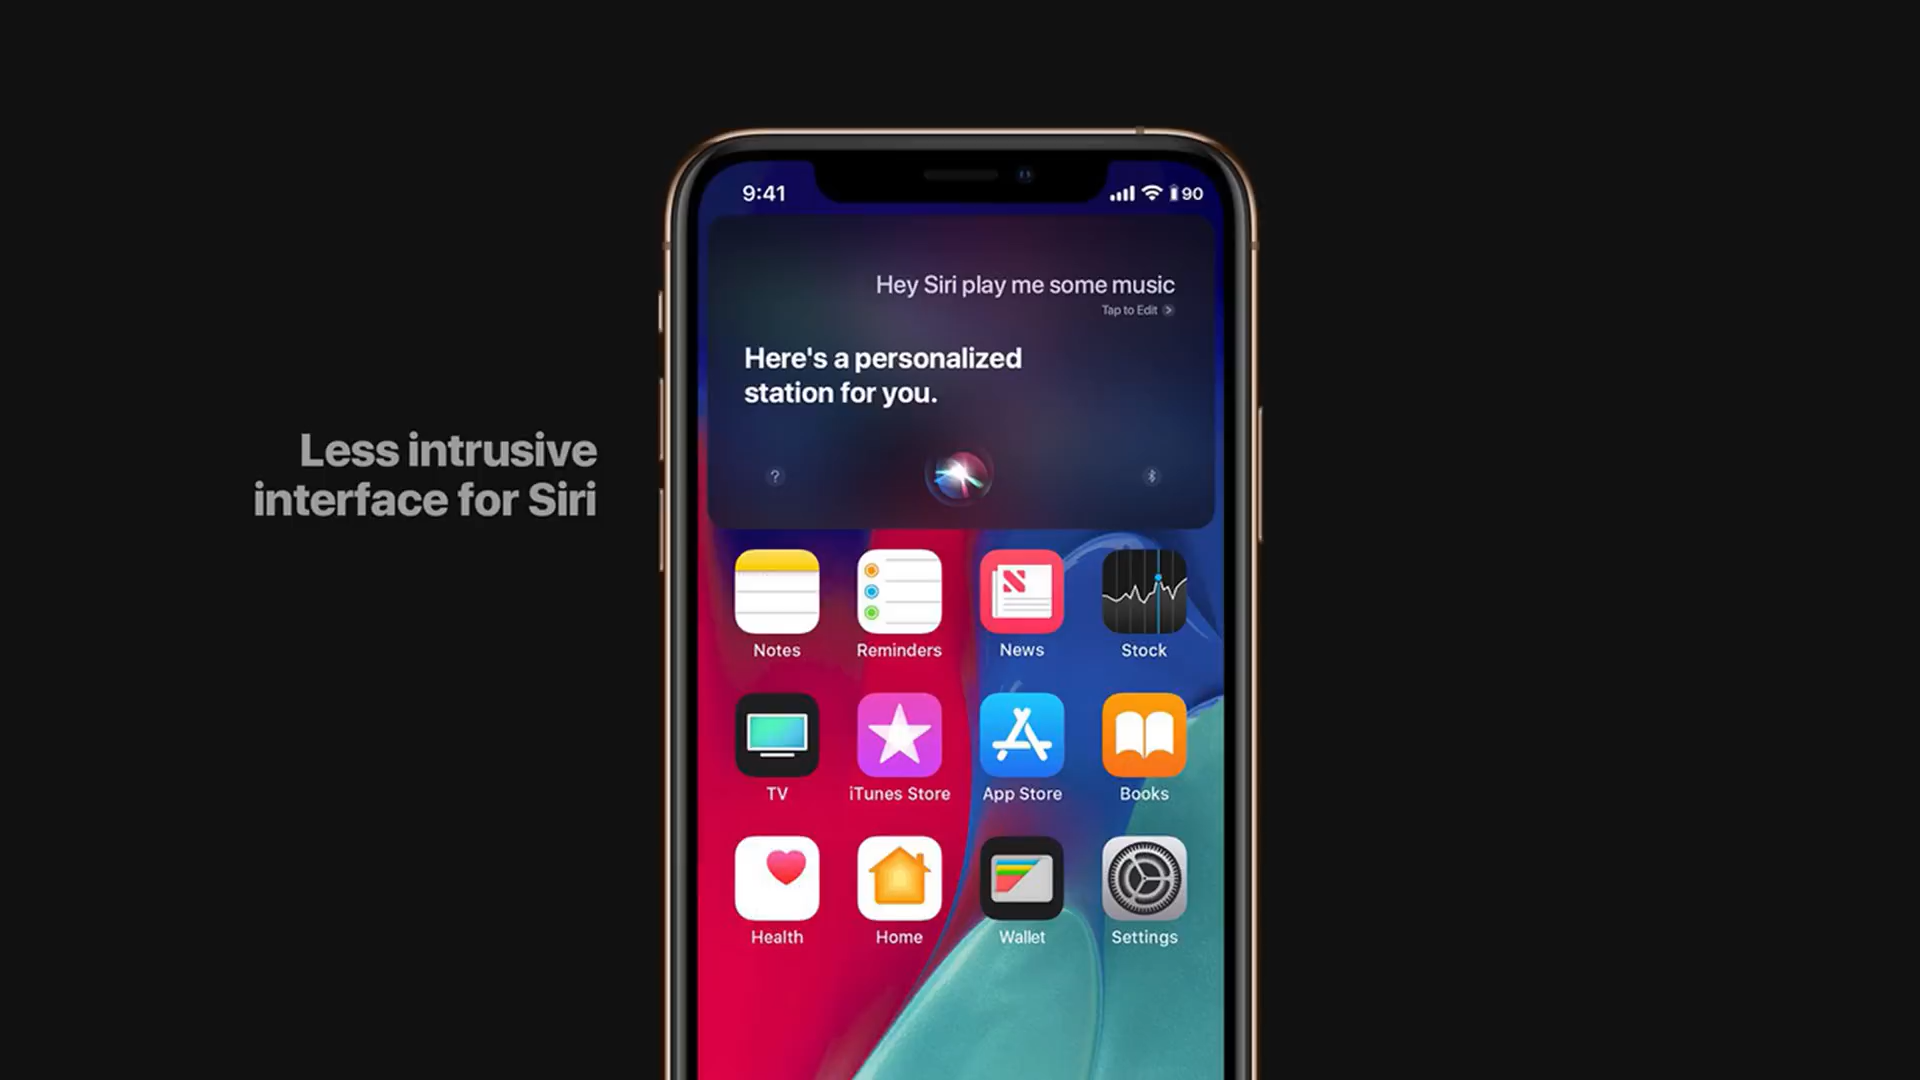 9:41
90
Hey Siri play me some music
Tap to Edit
Here's a personalized
station for you.
?
Less intrusive
interface for Siri
Notes
Reminders
News
Stock
TV
iTunes Store
App Store
Books
Health
Home
Wallet
Settings